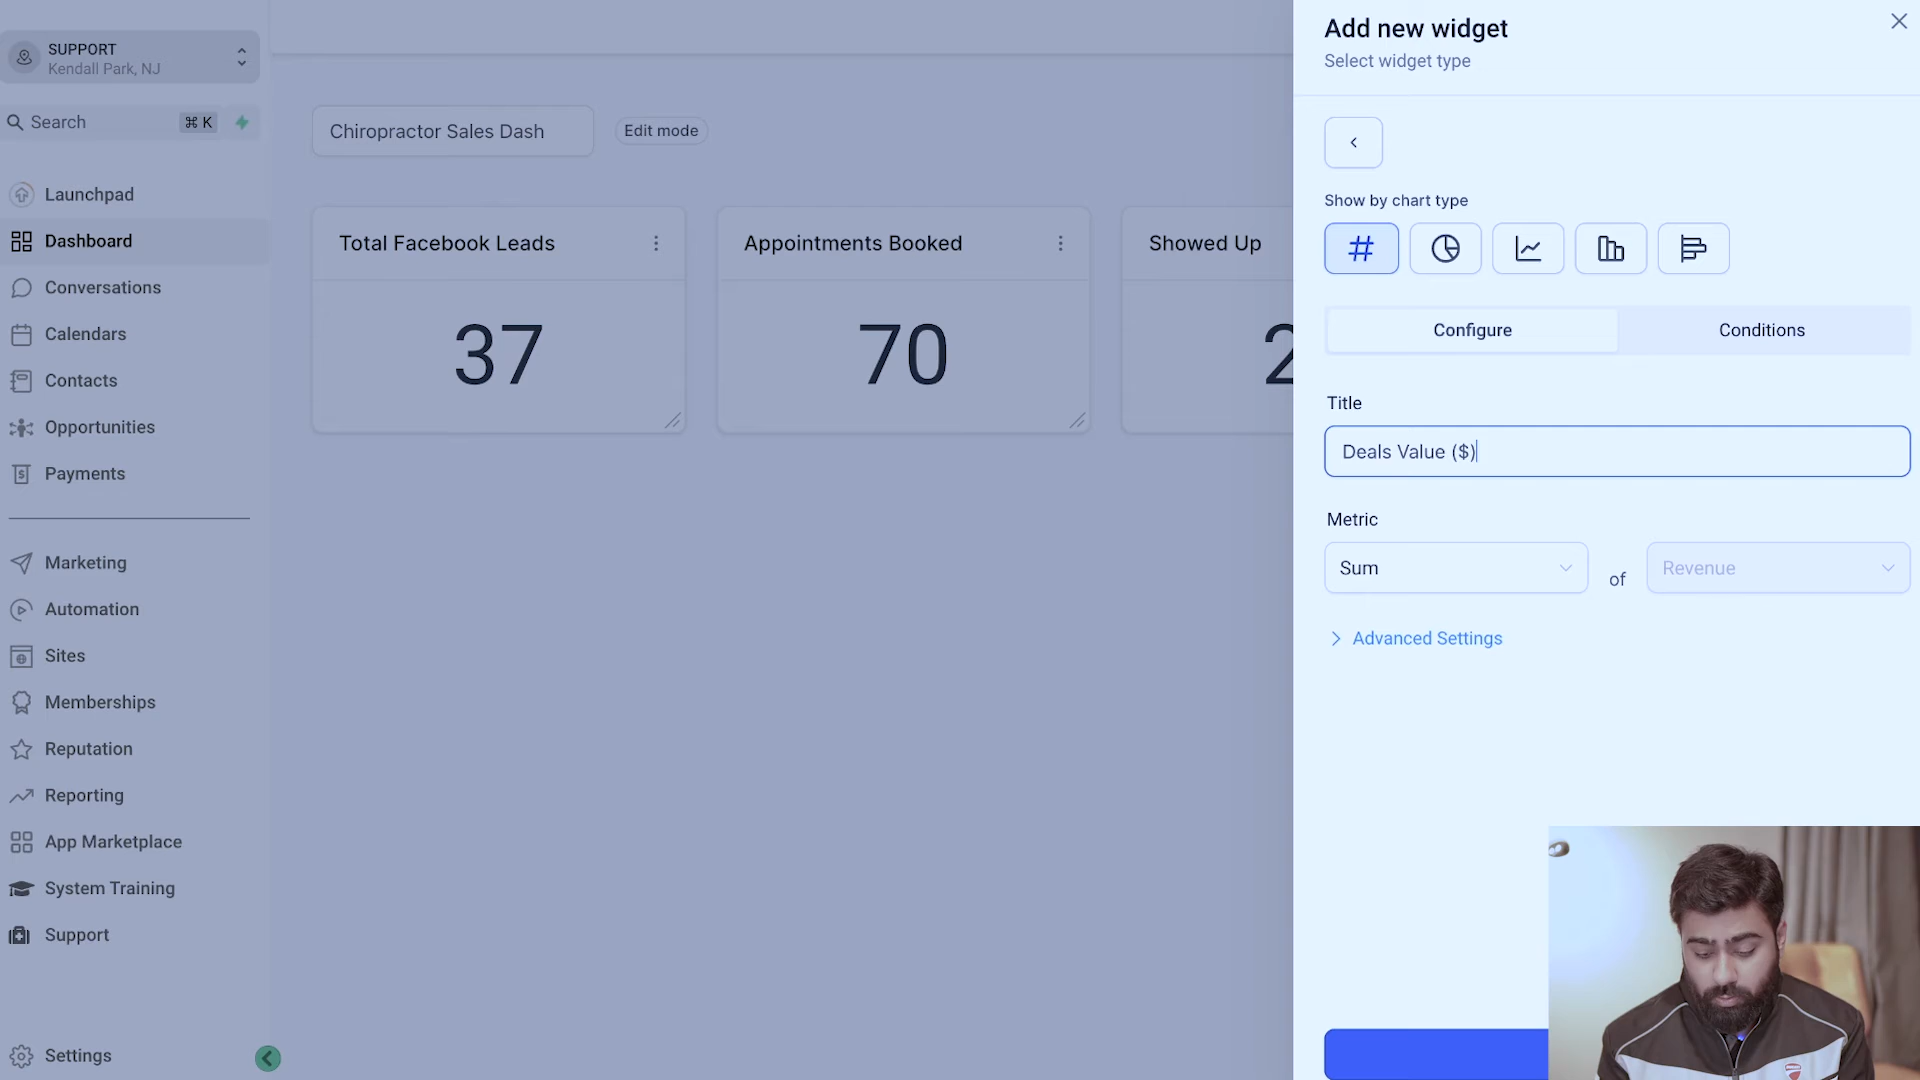 SUPPORT
Kendall Park, NJ
Search
⌘ K
Launchpad
Dashboard
Conversations
Calendars
Contacts
Opportunities
Payments
Marketing
Automation
Sites
Memberships
Reputation
Reporting
App Marketplace
System Training
Support
Settings
Chiropractor Sales Dash
Edit mode
Total Facebook Leads
37
Appointments Booked
70
Showed Up
2
Add new widget
Select widget type
Show by chart type
Configure
Conditions
Title
Deals Value ($)
Metric
Sum
of
Revenue
Advanced Settings